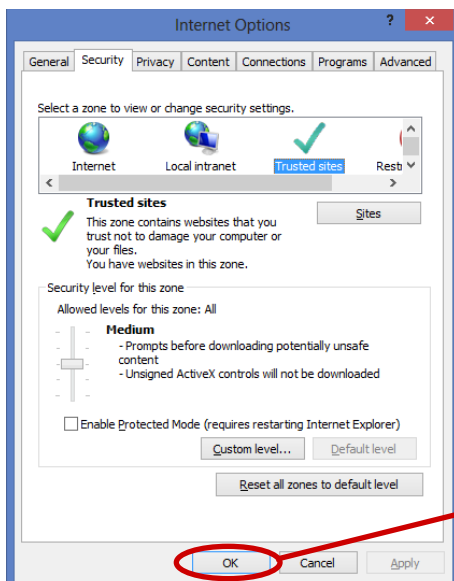 Internet Options
? ×
General Security Privacy Content Connections Programs Advanced
Select a zone to view or change security settings.
Internet Local intranet Trusted sites Restr
Trusted sites
Sites
This zone contains websites that you
trust not to damage your computer or
your files.
You have websites in this zone.
Security level for this zone
Allowed levels for this zone: All
Medium
- Prompts before downloading potentially unsafe
content
- Unsigned ActiveX controls will not be downloaded
Enable Protected Mode (requires restarting Internet Explorer)
Custom level... Default level
Reset all zones to default level
OK Cancel Apply